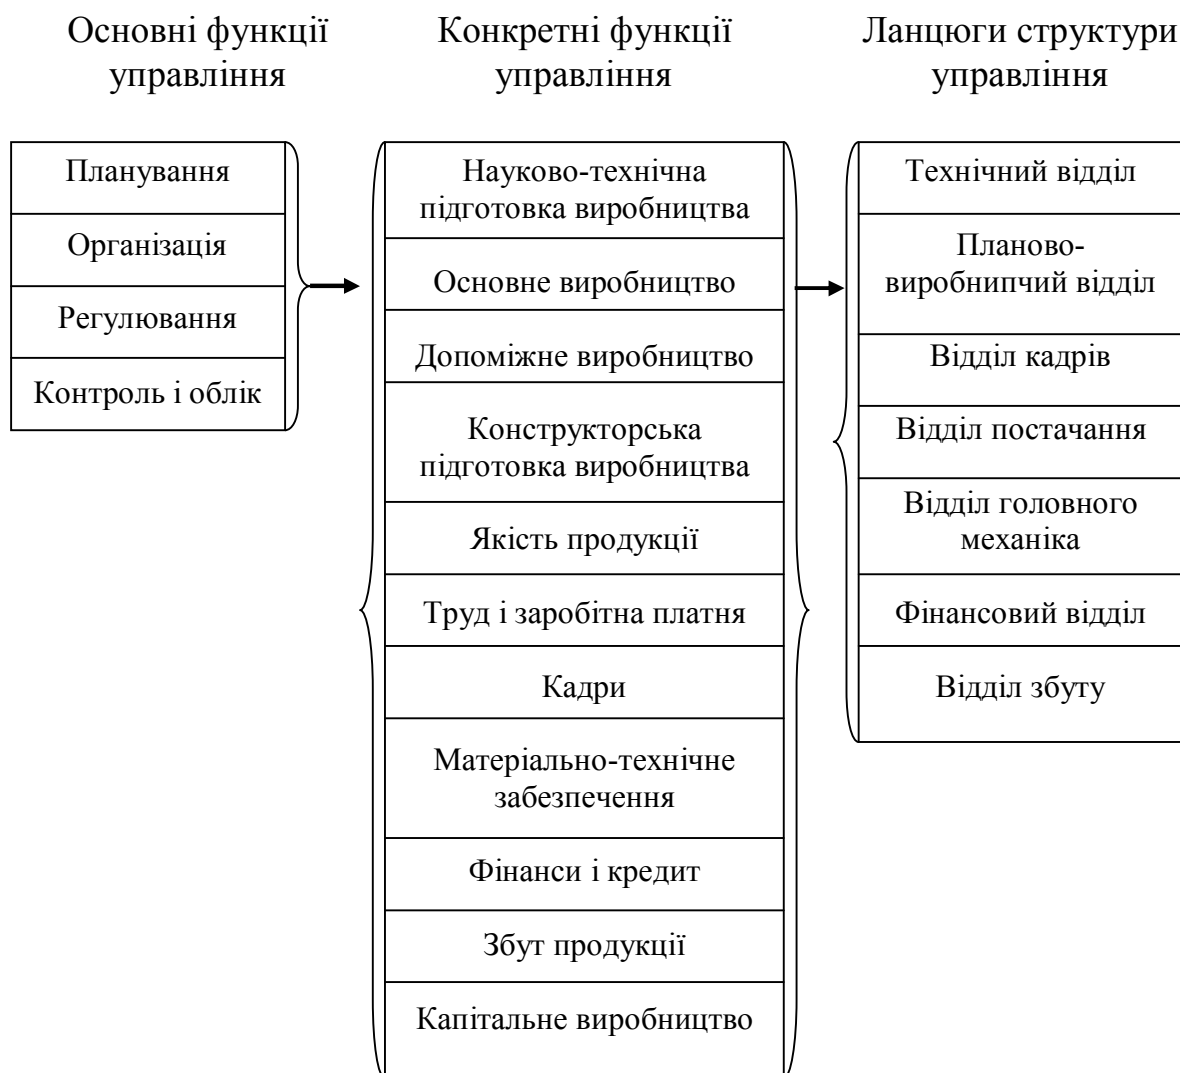 Основні функції
управління
Конкретні функції
управління
Ланцюги структури
управління
Планування
Організація
Регулювання
Контроль і облік
Науково-технічна
підготовка виробництва
Основне виробництво
Допоміжне виробництво
Конструкторська
підготовка виробництва
Якість продукції
Труд і заробітна платня
Кадри
Матеріально-технічне
забезпечення
Фінанси і кредит
Збут продукції
Капітальне виробництво
Технічний відділ
Планово-
виробнипчий відділ
Відділ кадрів
Відділ постачання
Відділ головного
механіка
Фінансовий відділ
Відділ збуту